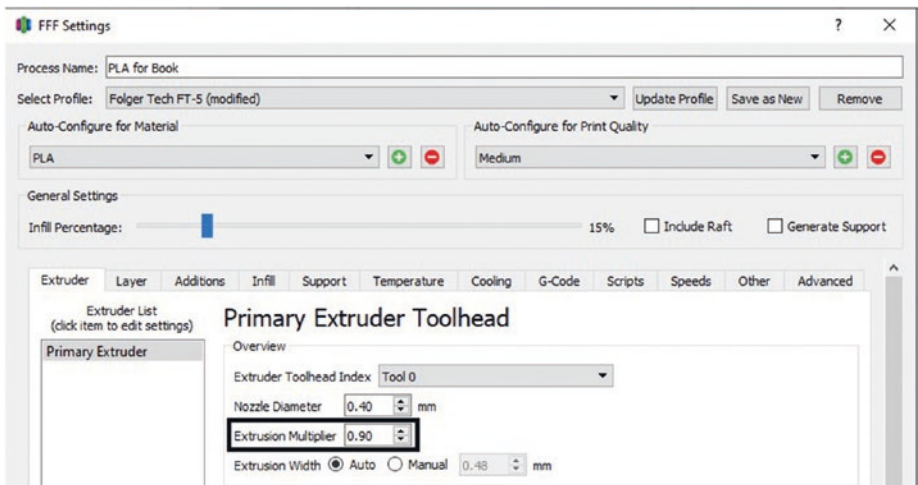 FFF Settings ? ×
Process Name: PLA for Book
Select Profile: Folger Tech FT-5 (modified) Update Profile Save as New Remove
Auto-Configure for Material Auto-Configure for Print Quality
PLA Medium
General Settings
Infill Percentage: 15% Include Raft Generate Support
Extruder Layer Additions Infill Support Temperature Cooling G-Code Scripts Speeds Other Advanced
Extruder List
(click item to edit settings)
Primary Extruder
Primary Extruder Toolhead
Overview
Extruder Toolhead Index Tool 0
Nozzle Diameter 0.40 mm
Extrusion Multiplier 0.90
Extrusion Width Auto Manual 0.48 mm